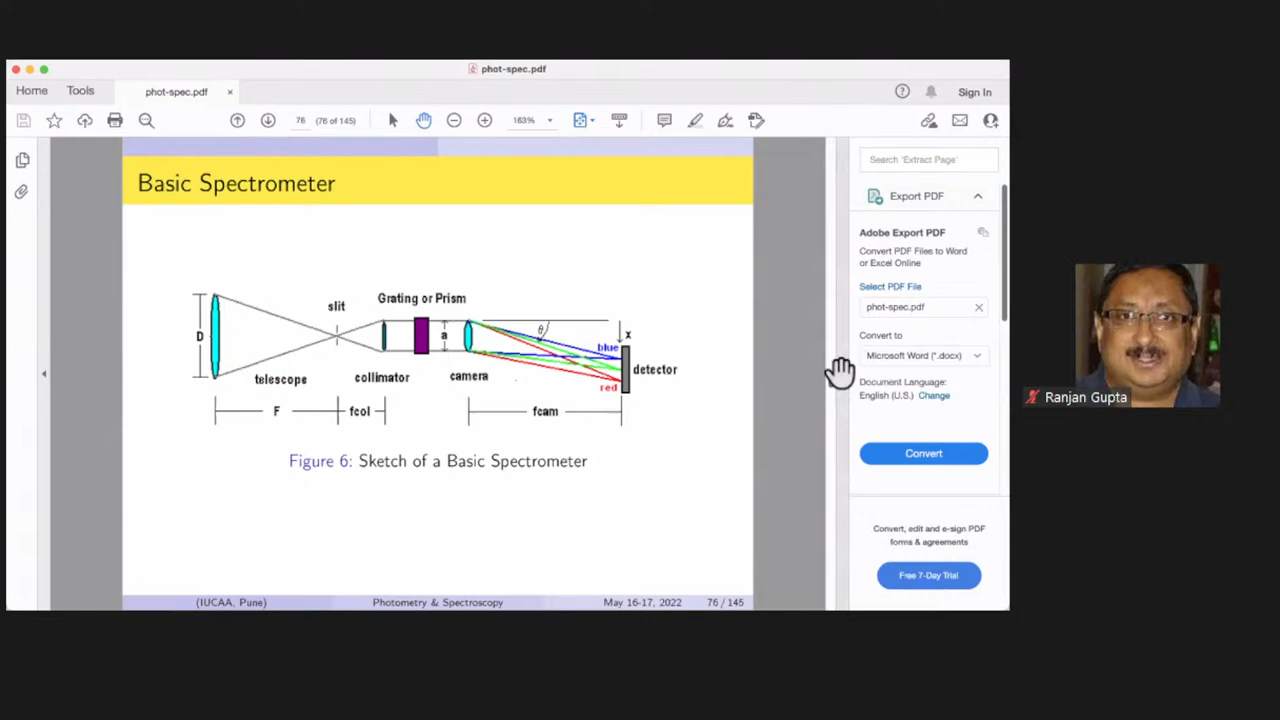 phot-spec.pdf
Home Tools phot-spec.pdf × Sign In
76 (76 of 145) 163%
Basic Spectrometer
Search 'Extract Page'
Export PDF
Adobe Export PDF
Convert PDF Files to Word
or Excel Online
Select PDF File
phot-spec.pdf
Convert to
Microsoft Word (*.docx)
Document Language:
English (U.S.) Change
Convert
Convert, edit and e-sign PDF
forms & agreements
Free 7-Day Trial
slit
Grating or Prism
D
a
θ
x
blue
red
detector
telescope
collimator
camera
F
fcol
fcam
Figure 6: Sketch of a Basic Spectrometer
(IUCAA, Pune) Photometry & Spectroscopy May 16-17, 2022 76 / 145
Ranjan Gupta